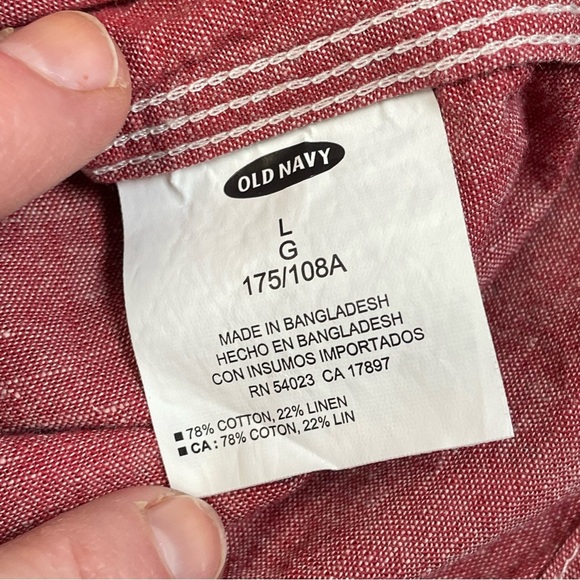 OLD NAVY
L
G
175/108A
MADE IN BANGLADESH
HECHO EN BANGLADESH
CON INSUMOS IMPORTADOS
RN 54023 CA 17897
78% COTTON, 22% LINEN
CA: 78% COTON, 22% LIN